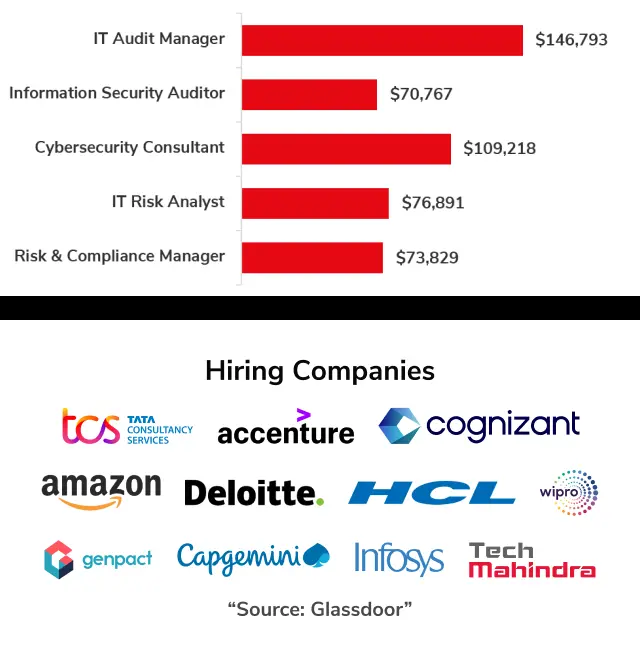 IT Audit Manager $146,793
Information Security Auditor $70,767
Cybersecurity Consultant $109,218
IT Risk Analyst $76,891
Risk & Compliance Manager $73,829
Hiring Companies
tcs TATA
CONSULTANCY
SERVICES
accenture
cognizant
amazon
Deloitte.
HCL
wipro
genpact
Capgemini
Infosys
Tech
Mahindra
“Source: Glassdoor”